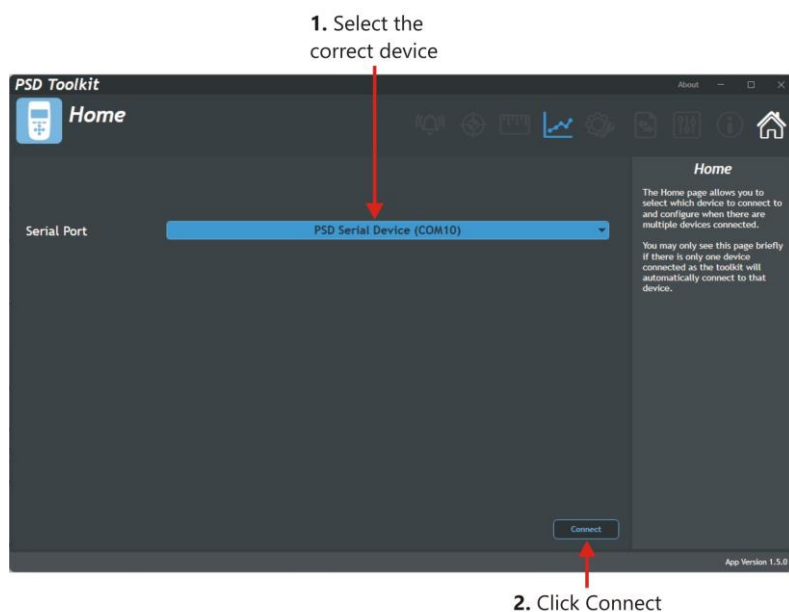 1. Select the
correct device
PSD Toolkit
About
Home
Home
The Home page allows you to
select which device to connect to
and configure when there are
multiple devices connected.
You may only see this page briefly
if there is only one device
connected as the toolkit will
automatically connect to that
device.
Serial Port
PSD Serial Device (COM10)
Connect
App Version 1.5.0
2. Click Connect